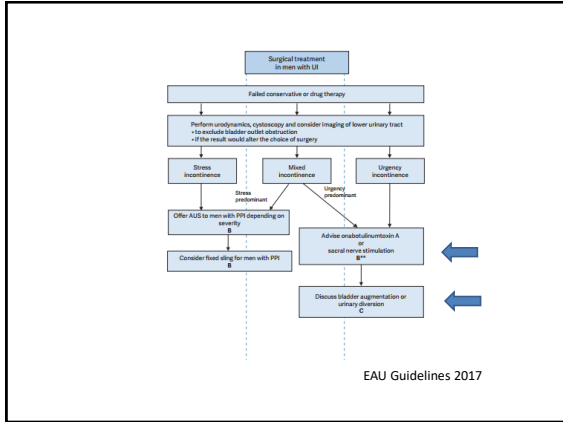 Surgical treatment
in men with UI
Failed conservative or drug therapy
Perform urodynamics, cystoscopy and consider imaging of lower urinary tract
• to exclude bladder outlet obstruction
• if the result would alter the choice of surgery
Stress
incontinence
Mixed
incontinence
Urgency
incontinence
Stress
predominant
Urgency
predominant
Offer AUS to men with PPI depending on
severity
B
Consider fixed sling for men with PPI
B
Advise onabotulinumtoxin A
or
sacral nerve stimulation
B**
Discuss bladder augmentation or
urinary diversion
C
EAU Guidelines 2017